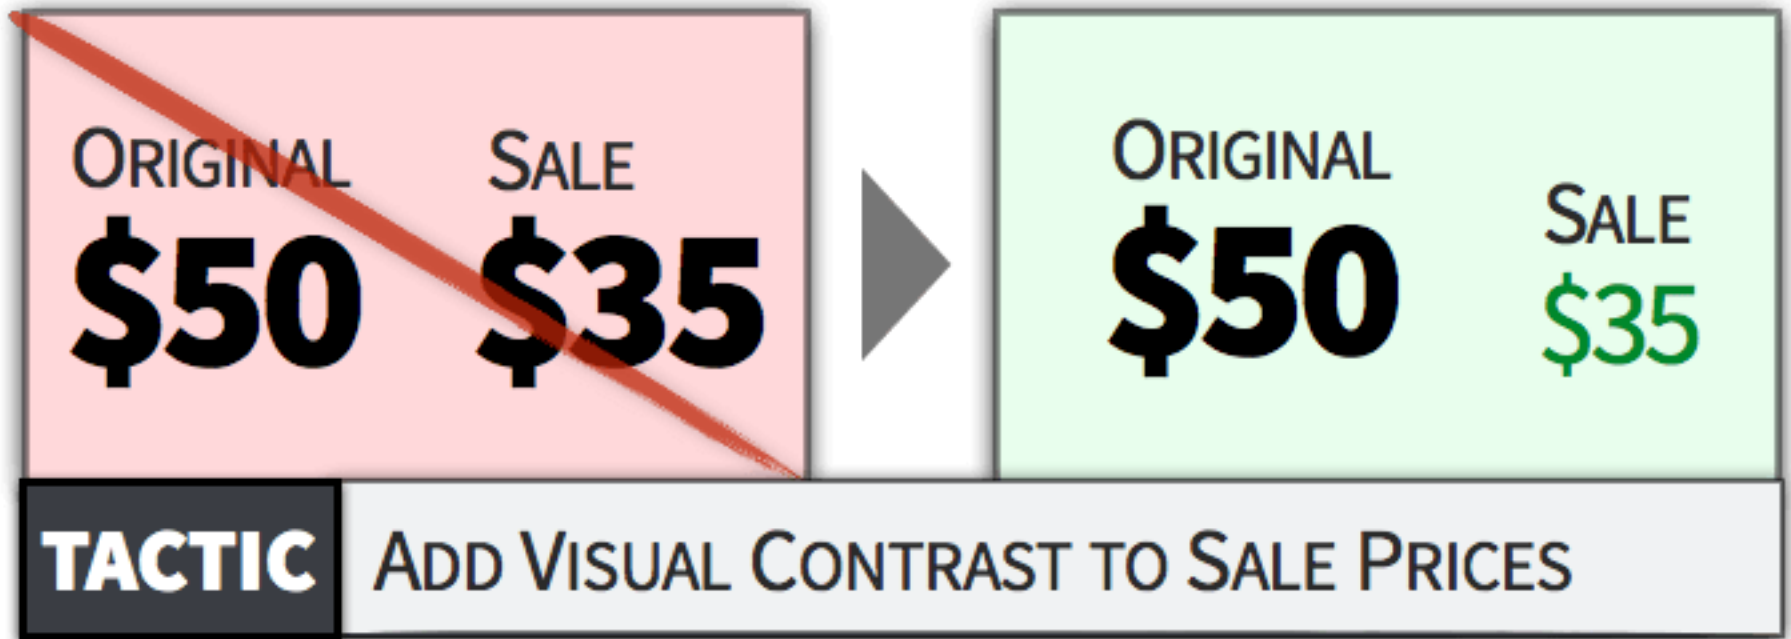 ORIGINAL SALE
$50 $35
ORIGINAL
SALE
$50 $35
TACTIC ADD VISUAL CONTRAST TO SALE PRICES